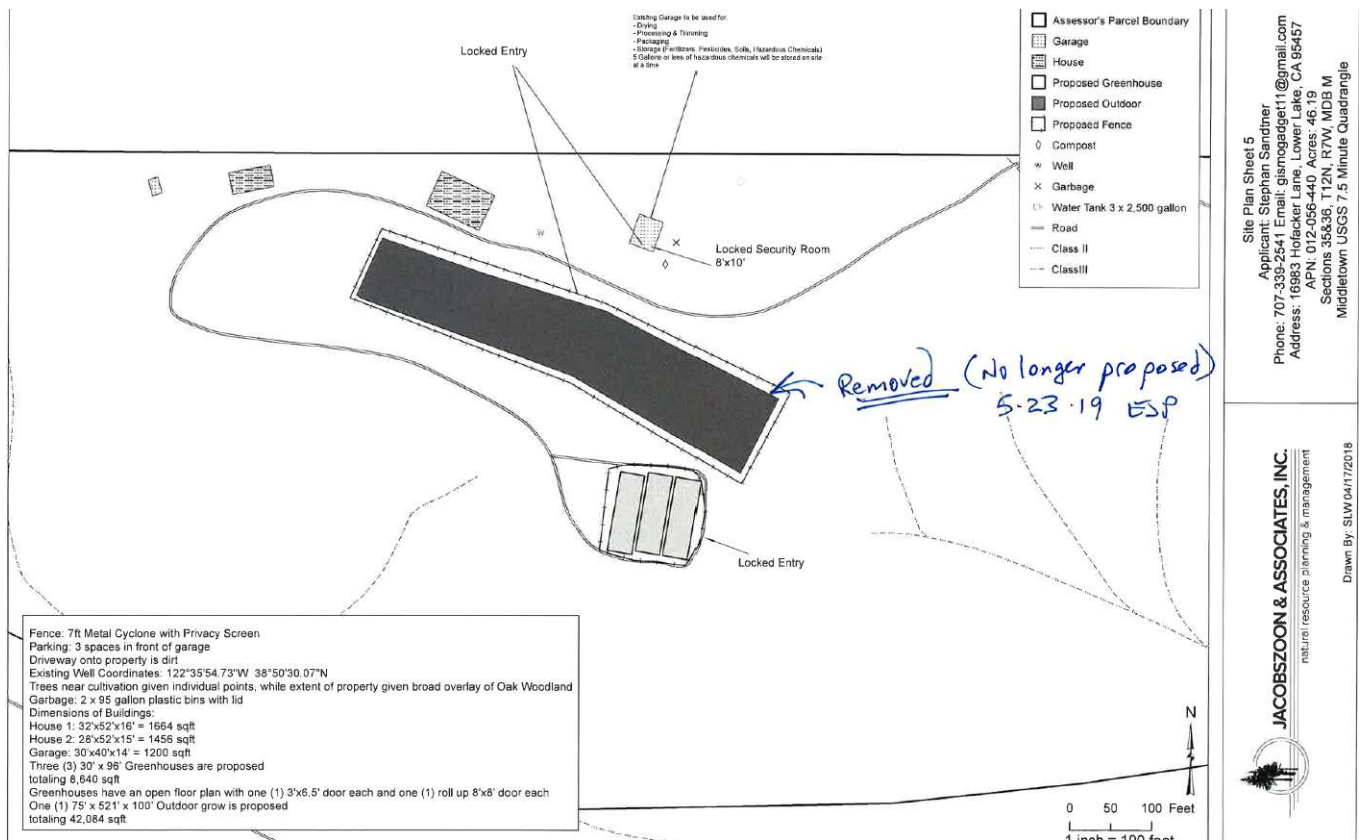 Existing Garage to be used for:
- Drying
- Processing & Trimming
- Packaging
- Storage (Fertilizers, Pesticides, Soils, Hazardous Chemicals)
5 Gallons or less of hazardous chemicals will be stored on site
at a time
Locked Entry
Locked Security Room
8'x10'
Locked Entry
Removed (No longer proposed)
5·23·19 ESP
Assessor's Parcel Boundary
Garage
House
Proposed Greenhouse
Proposed Outdoor
Proposed Fence
Compost
Well
Garbage
Water Tank 3 x 2,500 gallon
Road
Class II
ClassIII
Fence: 7ft Metal Cyclone with Privacy Screen
Parking: 3 spaces in front of garage
Driveway onto property is dirt
Existing Well Coordinates: 122°35'54.73"W 38°50'30.07"N
Trees near cultivation given individual points, while extent of property given broad overlay of Oak Woodland
Garbage: 2 x 95 gallon plastic bins with lid
Dimensions of Buildings:
House 1: 32'x52'x16' = 1664 sqft
House 2: 28'x52'x15' = 1456 sqft
Garage: 30'x40'x14' = 1200 sqft
Three (3) 30' x 96' Greenhouses are proposed
totaling 8,640 sqft
Greenhouses have an open floor plan with one (1) 3'x6.5' door each and one (1) roll up 8'x8' door each
One (1) 75' x 521' x 100' Outdoor grow is proposed
totaling 42,084 sqft
N
0 50 100 Feet
1 inch = 100 feet
Site Plan Sheet 5
Applicant: Stephan Sandtner
Phone: 707-339-2541 Email: gismogadget11@gmail.com
Address: 16983 Hofacker Lane, Lower Lake, CA 95457
APN: 012-056-440 Acres: 46.19
Sections 35&36, T12N, R7W, MDB M
Middletown USGS 7.5 Minute Quadrangle
JACOBSZOON & ASSOCIATES, INC.
natural resource planning & management
Drawn By: SLW 04/17/2018